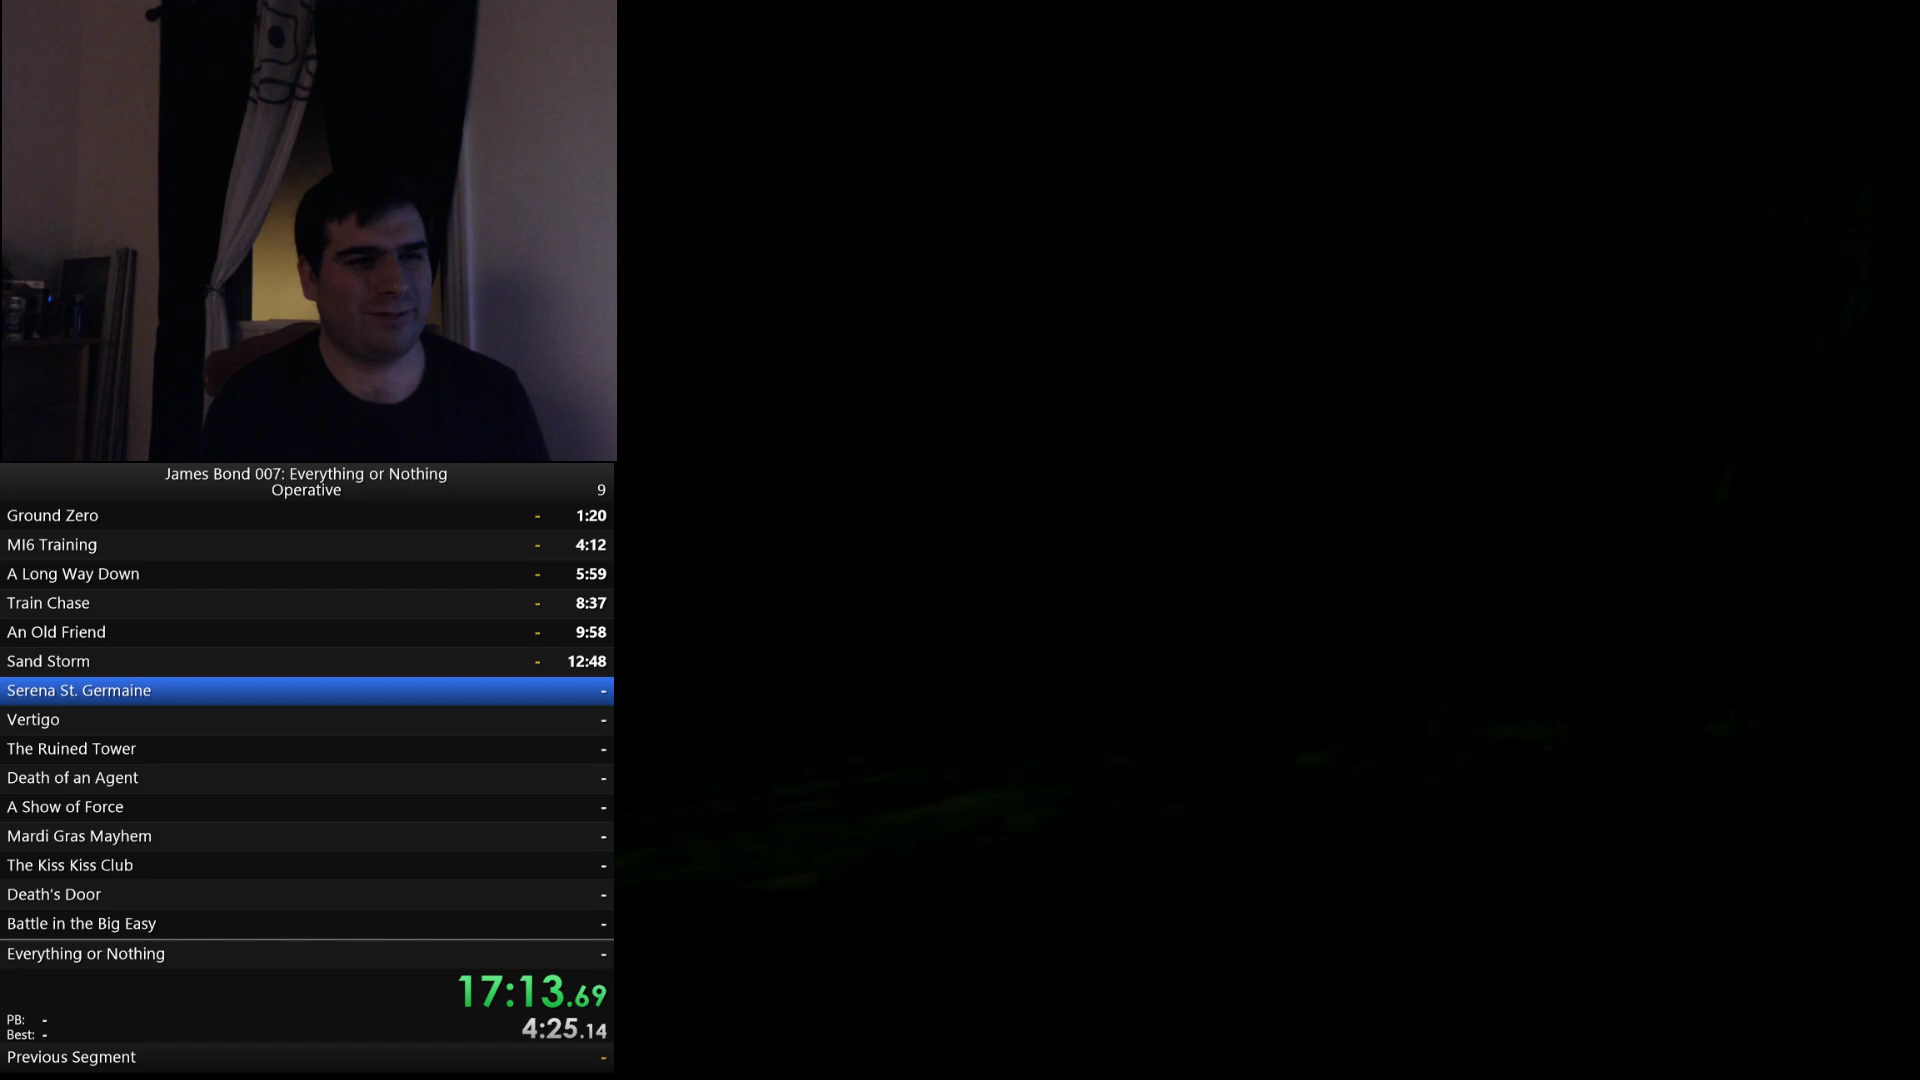 James Bond 007: Everything or Nothing
Operative 9
Ground Zero - 1:20
MI6 Training - 4:12
A Long Way Down - 5:59
Train Chase - 8:37
An Old Friend - 9:58
Sand Storm - 12:48
Serena St. Germaine -
Vertigo -
The Ruined Tower -
Death of an Agent -
A Show of Force -
Mardi Gras Mayhem -
The Kiss Kiss Club -
Death's Door -
Battle in the Big Easy -
Everything or Nothing -
17:13.69
PB: -
Best: -
4:25.14
Previous Segment -